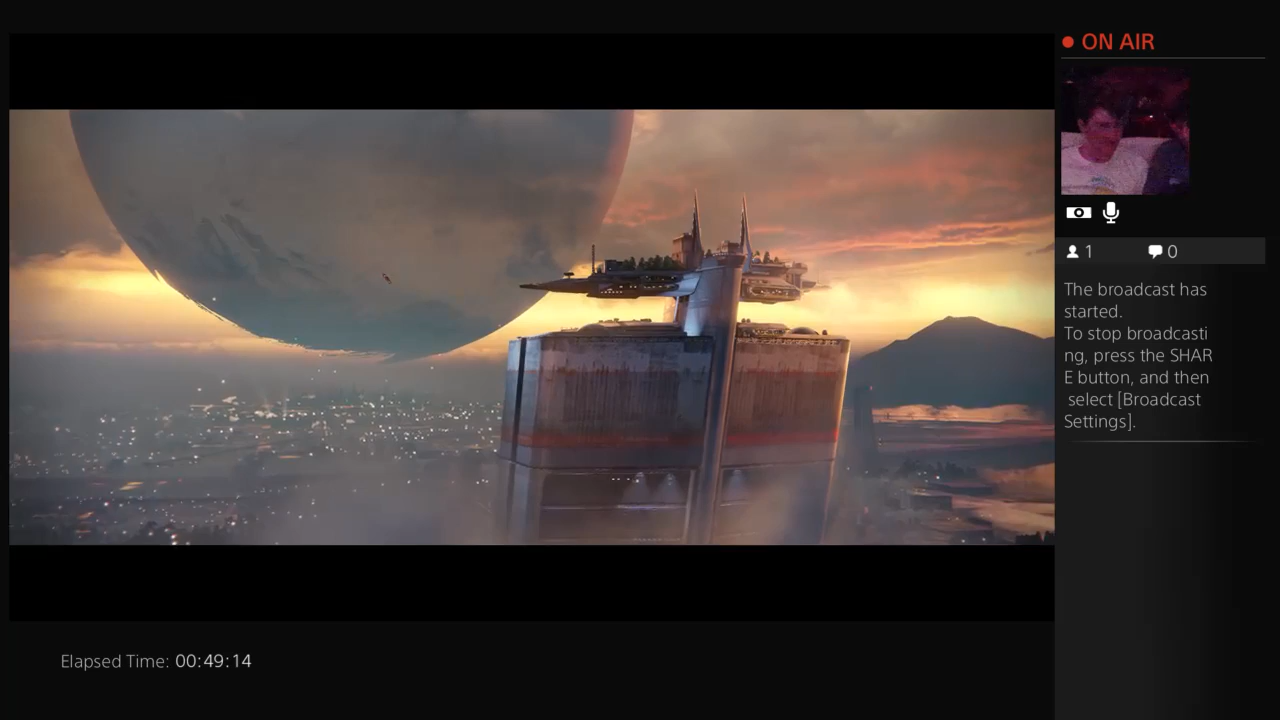 ON AIR
1 0
The broadcast has
started.
To stop broadcasti
ng, press the SHAR
E button, and then
select [Broadcast
Settings].
Elapsed Time: 00:49:14